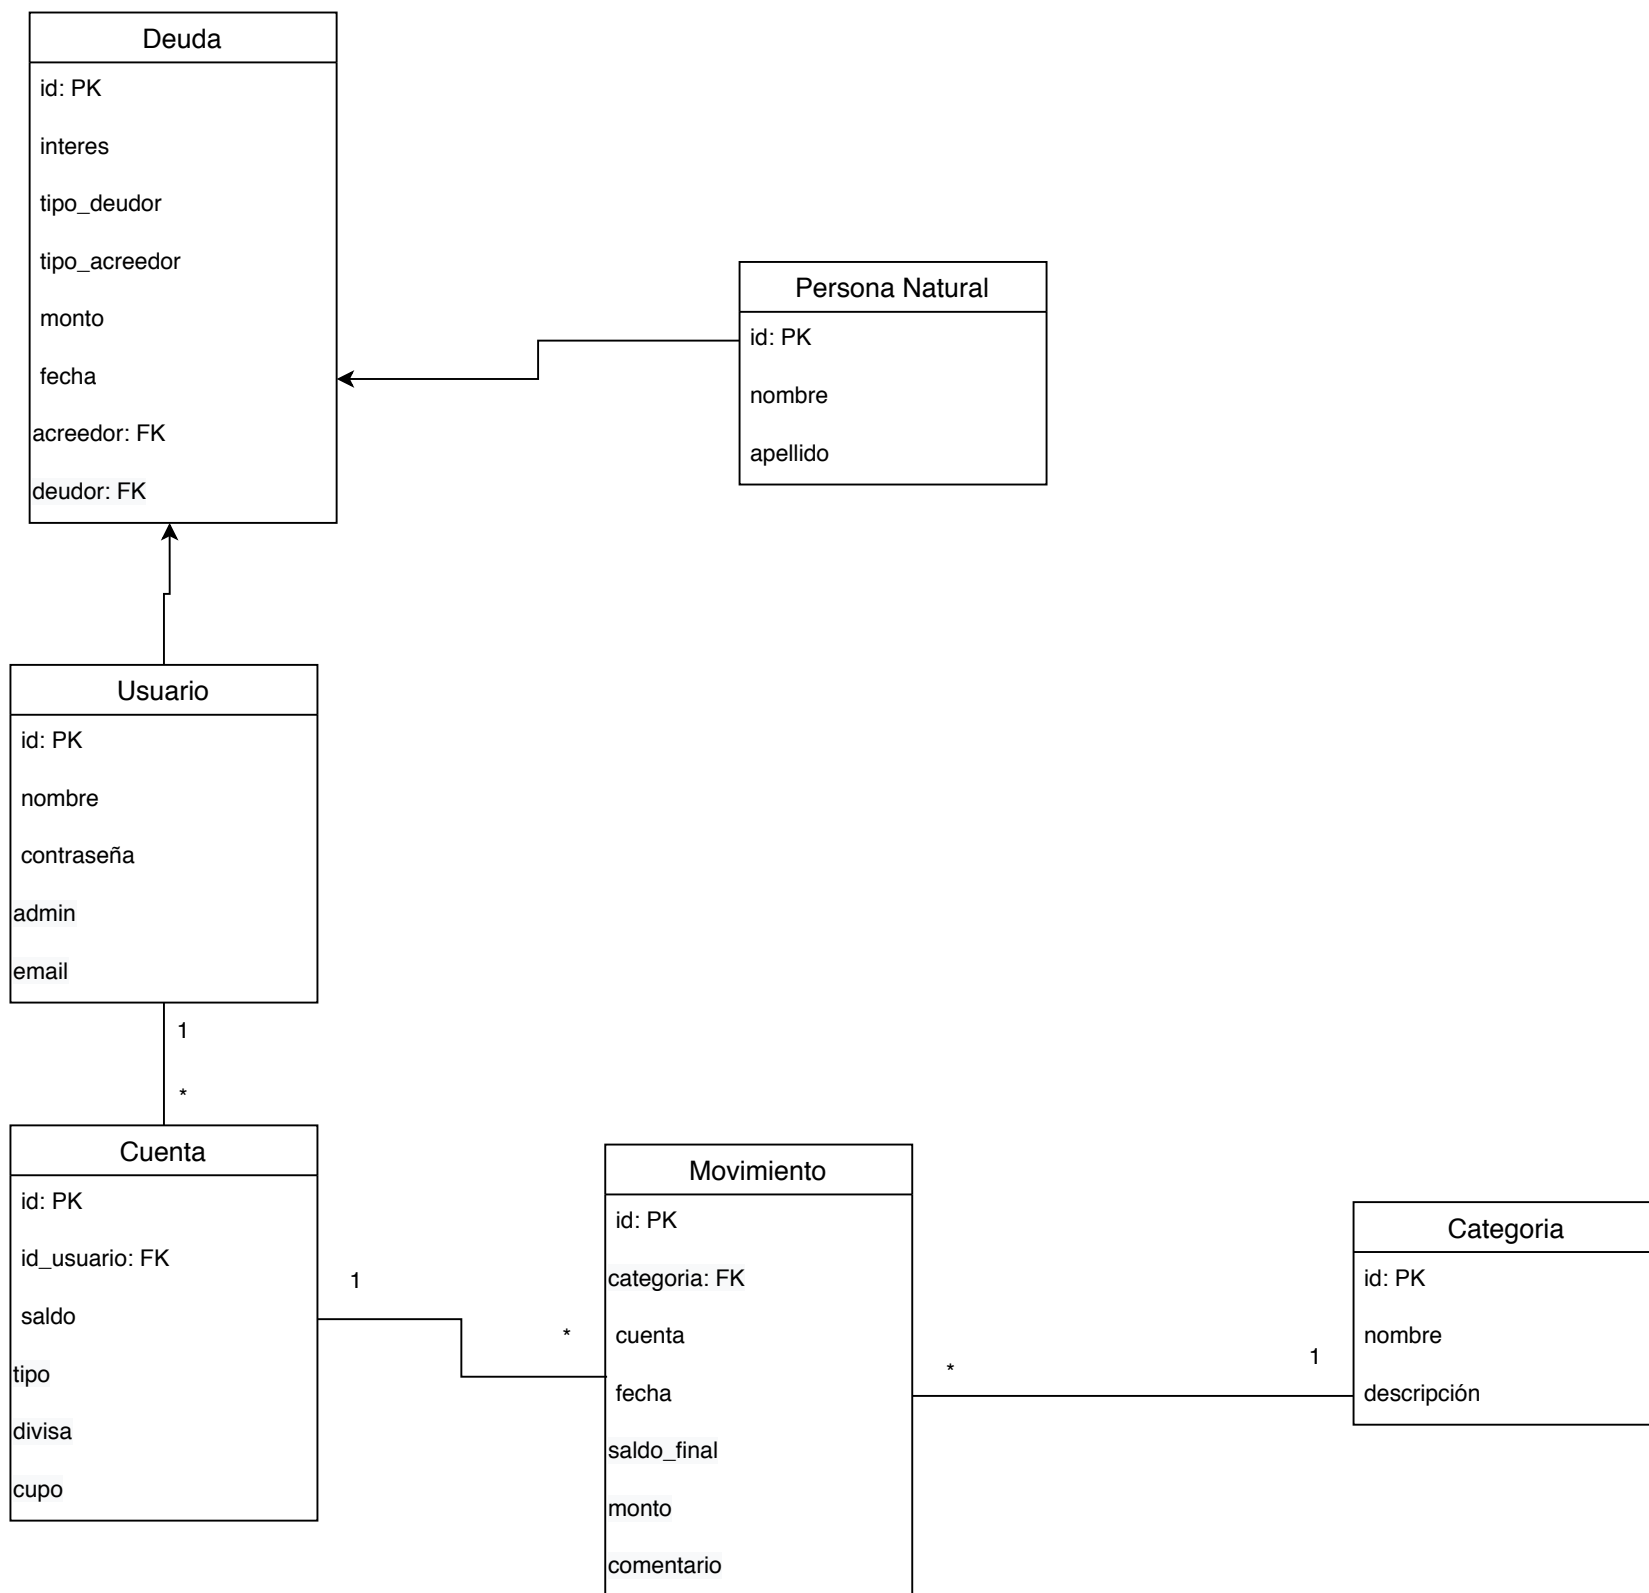 Deuda
id: PK
interes
tipo_deudor
tipo_acreedor
monto
fecha
acreedor: FK
deudor: FK
Persona Natural
id: PK
nombre
apellido
Usuario
id: PK
nombre
contraseña
admin
email
1
*
Cuenta
id: PK
id_usuario: FK
saldo
tipo
divisa
cupo
1
*
Movimiento
id: PK
categoria: FK
cuenta
fecha
saldo_final
monto
comentario
*
1
Categoria
id: PK
nombre
descripción